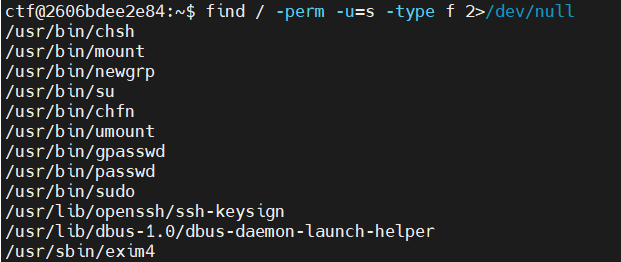 ctf@2606bdee2e84:~$ find / -perm -u=s -type f 2>/dev/null
/usr/bin/chsh
/usr/bin/mount
/usr/bin/newgrp
/usr/bin/su
/usr/bin/chfn
/usr/bin/umount
/usr/bin/gpasswd
/usr/bin/passwd
/usr/bin/sudo
/usr/lib/openssh/ssh-keysign
/usr/lib/dbus-1.0/dbus-daemon-launch-helper
/usr/sbin/exim4